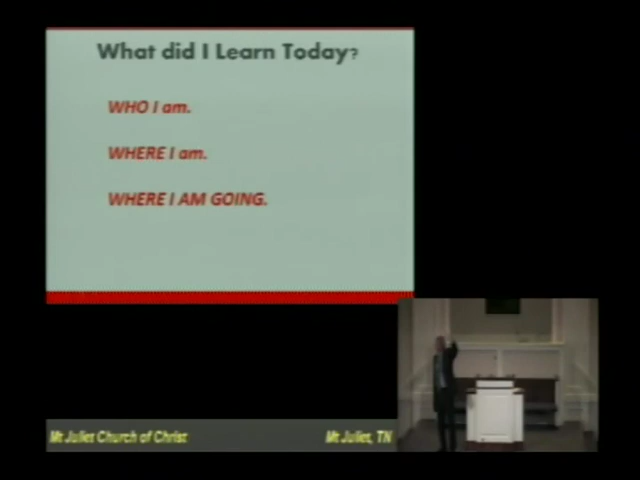 What did I Learn Today?
WHO I am.
WHERE I am.
WHERE I AM GOING.
Mt Juliet Church of Christ
Mt Juliet, TN